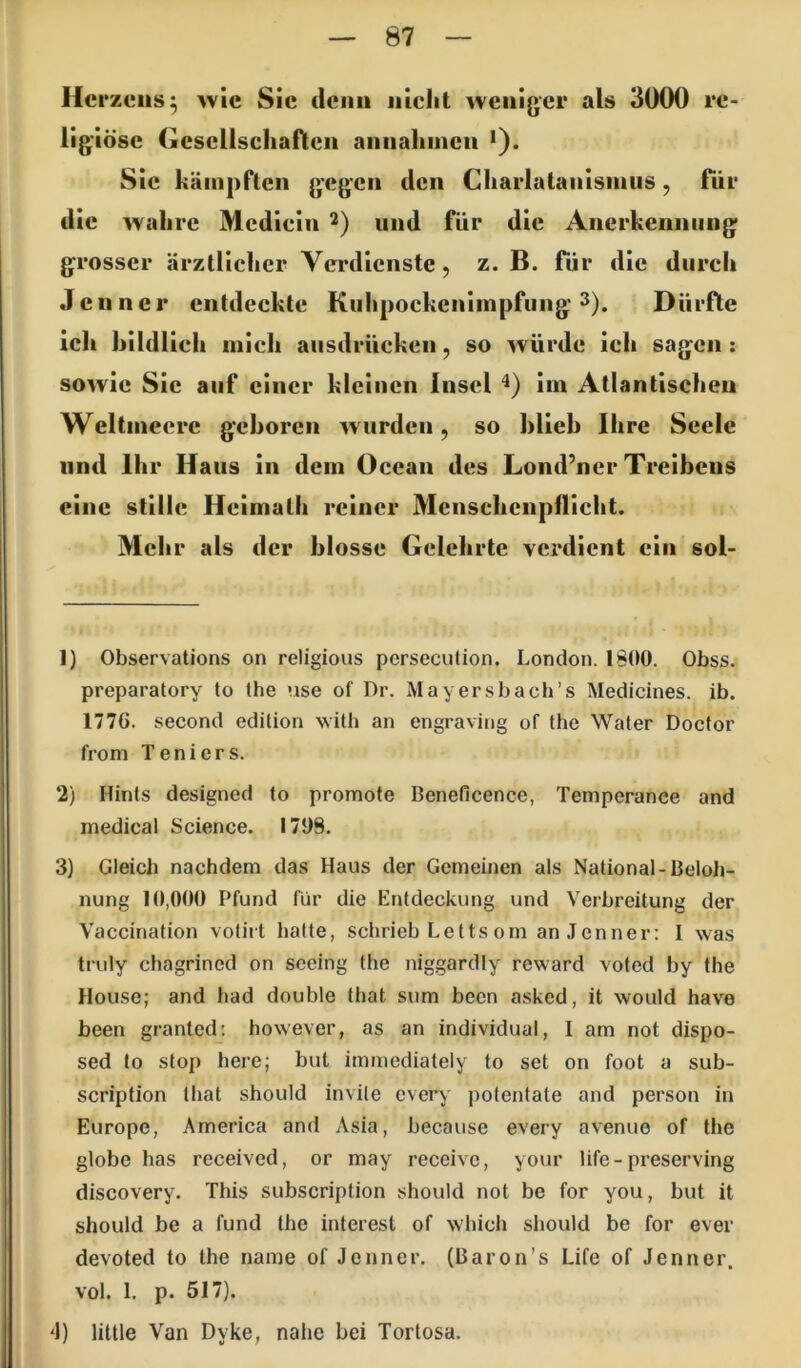 — 87 —
Herzens; wie Sie denn nicht weniger als 3000 re-
ligiöse Gesellschaften annahmen ¹).
Sie kämpften gegen den Charlatanismus, für
die wahre Medicin ²) und für die Anerkennung
grosser ärztlicher Verdienste, z. B. für die durch
Jenner entdeckte Kuhpockenimpfung ³). Dürfte
ich bildlich mich ausdrücken, so würde ich sagen:
sowie Sie auf einer kleinen Insel ⁴) im Atlantischen
Weltmeere geboren wurden, so blieb Ihre Seele
und Ihr Haus in dem Ocean des Lond'ner Treibens
eine stille Heimath reiner Menschenpflicht.
Mehr als der blosse Gelehrte verdient ein sol-
1) Observations on religious persecution. London. 1800. Obss.
preparatory to the use of Dr. Mayersbach's Medicines. ib.
1776. second edition with an engraving of the Water Doctor
from Teniers.
2) Hints designed to promote Beneficence, Temperance and
medical Science. 1798.
3) Gleich nachdem das Haus der Gemeinen als National-Beloh-
nung 10,000 Pfund für die Entdeckung und Verbreitung der
Vaccination votirt hatte, schrieb Lettsom an Jenner: I was
truly chagrined on seeing the niggardly reward voted by the
House; and had double that sum been asked, it would have
been granted: however, as an individual, I am not dispo-
sed to stop here; but immediately to set on foot a sub-
scription that should invite every potentate and person in
Europe, America and Asia, because every avenue of the
globe has received, or may receive, your life-preserving
discovery. This subscription should not be for you, but it
should be a fund the interest of which should be for ever
devoted to the name of Jenner. (Baron's Life of Jenner.
vol. 1. p. 517).
4) little Van Dyke, nahe bei Tortosa.